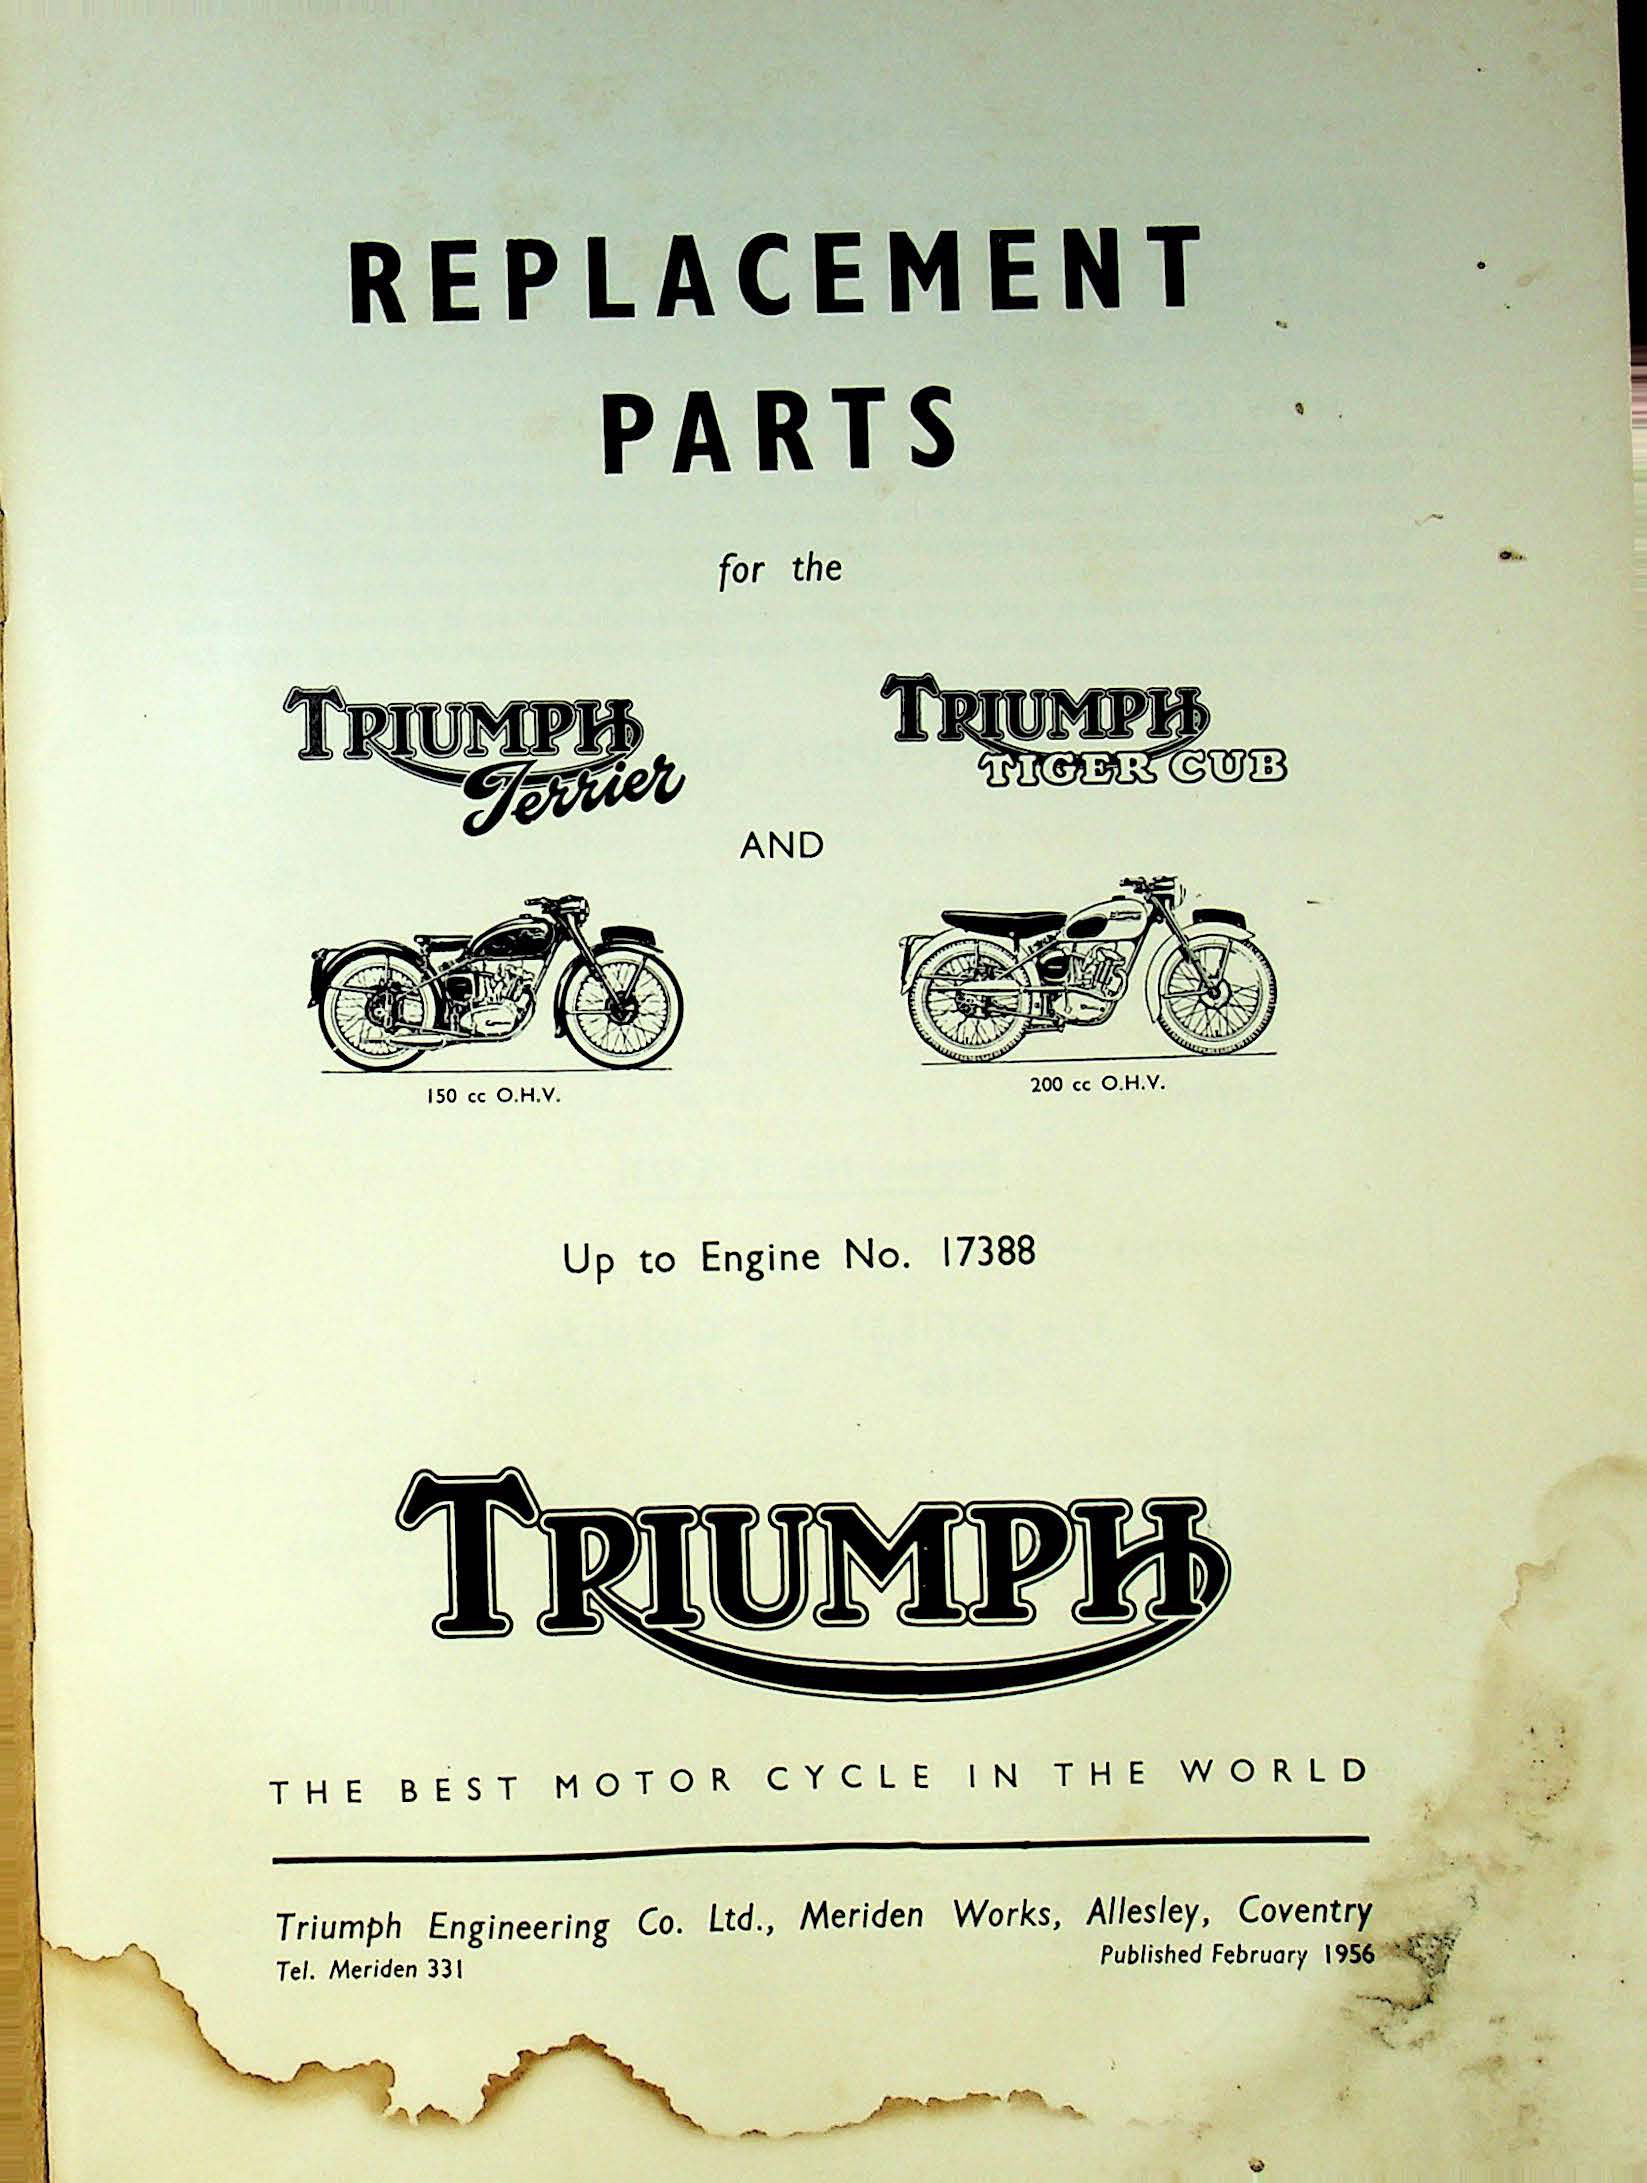 REPLACEMENT
PARTS
for the
TRIUMPH
Terrier
TRIUMPH
TIGER CUB
AND
150 cc O.H.V.
200 cc O.H.V.
Up to Engine No. 17388
TRIUMPH
THE BEST MOTOR CYCLE IN THE WORLD
Triumph Engineering Co. Ltd., Meriden Works, Allesley, Coventry
Tel. Meriden 331
Published February 1956